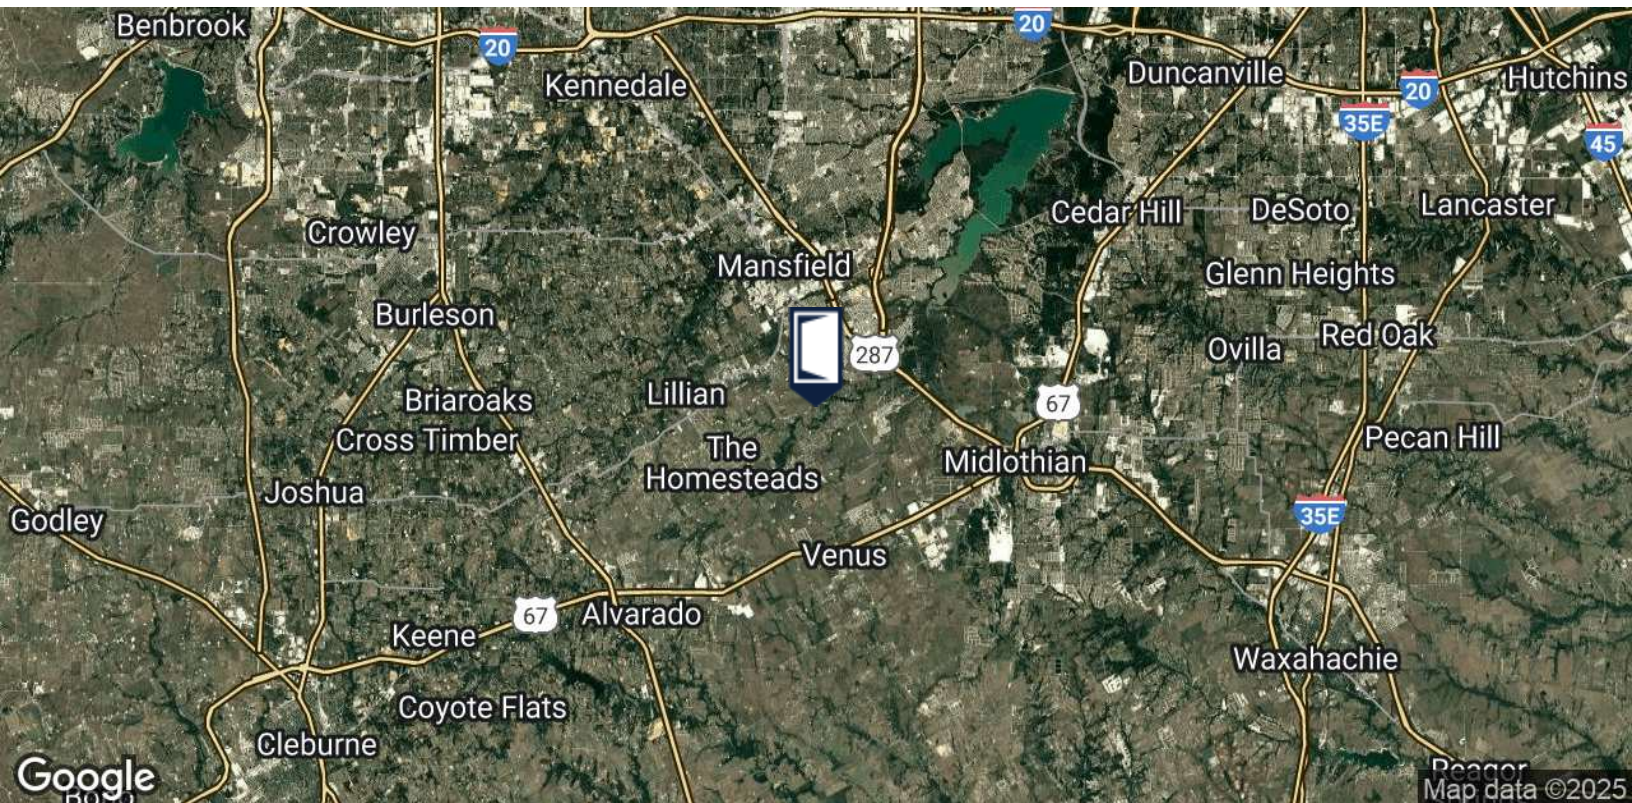 Benbrook
20
20
Kennedale
Duncanville
20
Hutchins
35E
45
Crowley
Cedar Hill
DeSoto
Lancaster
Mansfield
Glenn Heights
Burleson
287
Ovilla
Red Oak
Lillian
Briaroaks
67
Cross Timber
The
Homesteads
Pecan Hill
Midlothian
Joshua
Godley
35E
Venus
67
Alvarado
Keene
Waxahachie
Coyote Flats
Cleburne
Reagor
Google
Map data ©2025